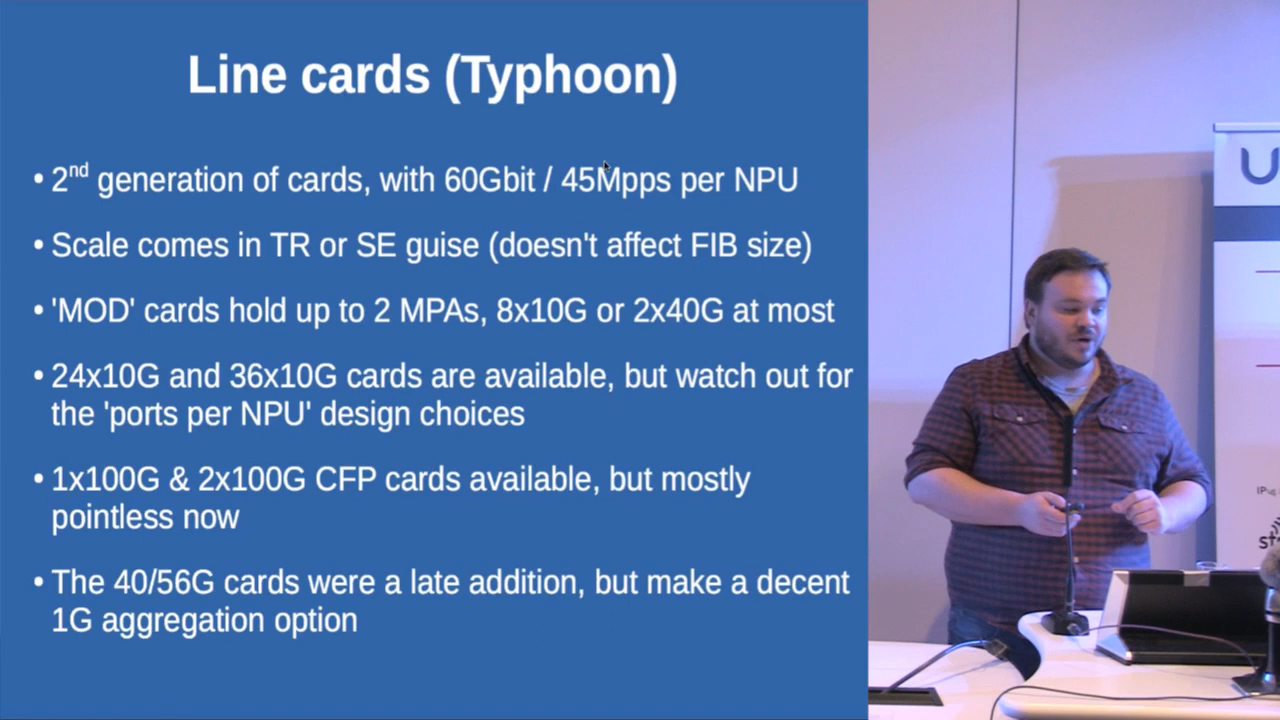 Line cards (Typhoon)
• 2nd generation of cards, with 60Gbit / 45Mpps per NPU
• Scale comes in TR or SE guise (doesn't affect FIB size)
• 'MOD' cards hold up to 2 MPAs, 8x10G or 2x40G at most
• 24x10G and 36x10G cards are available, but watch out for
the 'ports per NPU' design choices
• 1x100G & 2x100G CFP cards available, but mostly
pointless now
• The 40/56G cards were a late addition, but make a decent
1G aggregation option
U